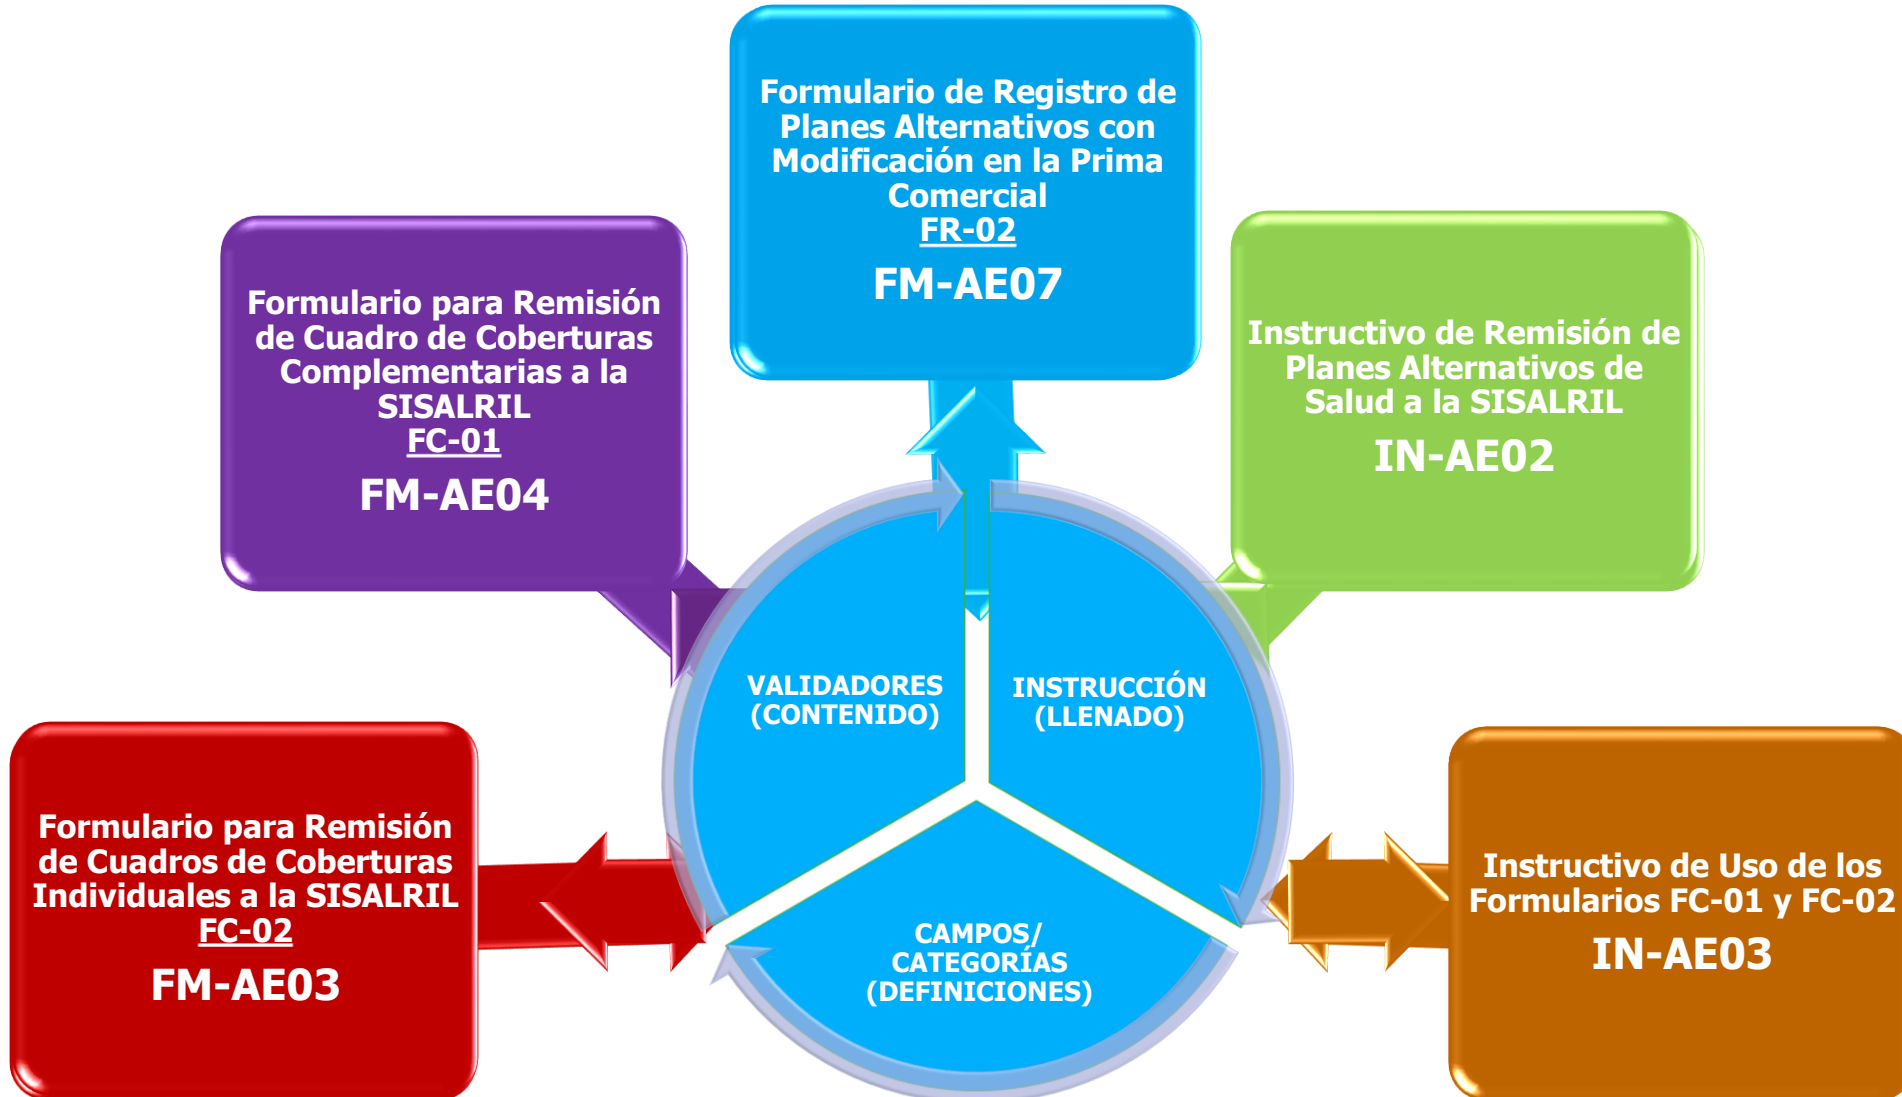 Formulario de Registro de
Planes Alternativos con
Modificación en la Prima
Comercial
FR-02
FM-AE07
Formulario para Remisión
de Cuadro de Coberturas
Complementarias a la
SISALRIL
FC-01
FM-AE04
Instructivo de Remisión de
Planes Alternativos de
Salud a la SISALRIL
IN-AE02
VALIDADORES
(CONTENIDO)
INSTRUCCIÓN
(LLENADO)
CAMPOS/
CATEGORÍAS
(DEFINICIONES)
Formulario para Remisión
de Cuadros de Coberturas
Individuales a la SISALRIL
FC-02
FM-AE03
Instructivo de Uso de los
Formularios FC-01 y FC-02
IN-AE03